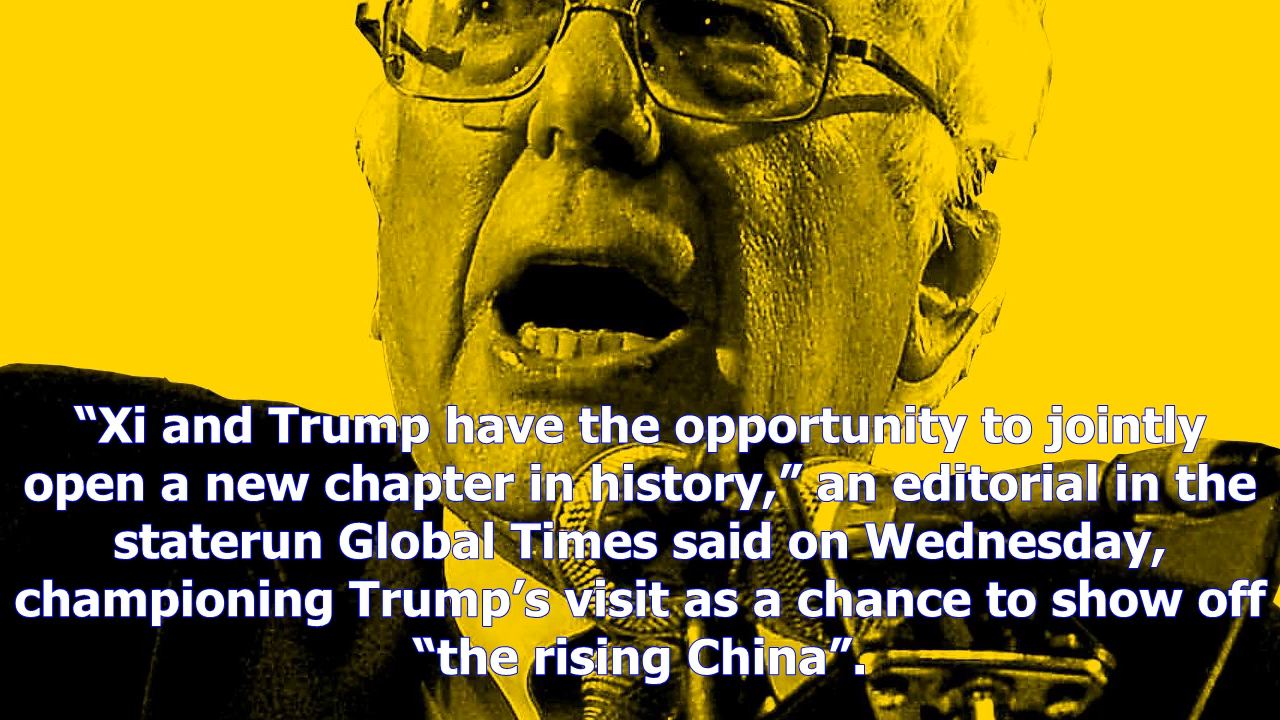 “Xi and Trump have the opportunity to jointly
open a new chapter in history,” an editorial in the
staterun Global Times said on Wednesday,
championing Trump’s visit as a chance to show off
“the rising China”.